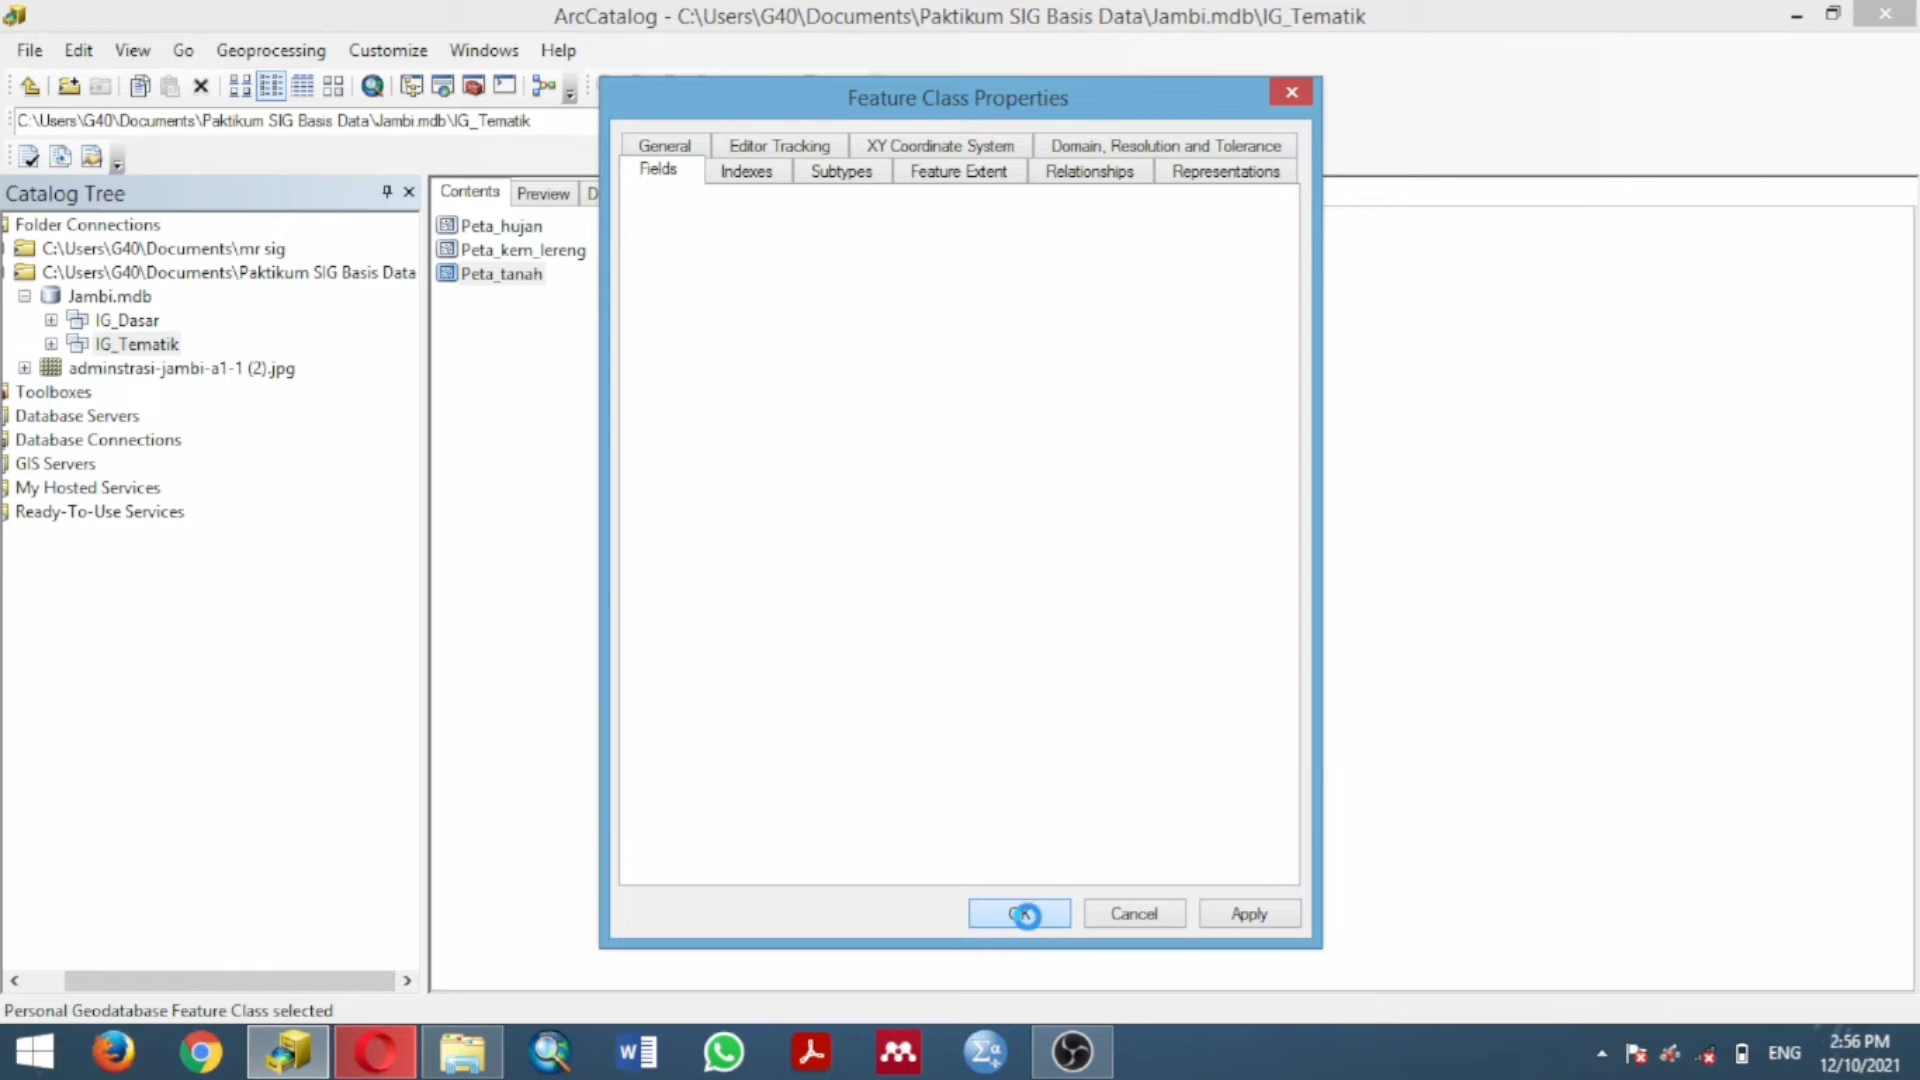 ArcCatalog - C:\Users\G40\Documents\Paktikum SIG Basis Data\Jambi.mdb\IG_Tematik
File Edit View Go Geoprocessing Customize Windows Help
C:\Users\G40\Documents\Paktikum SIG Basis Data\Jambi.mdb\IG_Tematik
Catalog Tree
Folder Connections
C:\Users\G40\Documents\mr sig
C:\Users\G40\Documents\Paktikum SIG Basis Data
Jambi.mdb
IG_Dasar
IG_Tematik
adminstrasi-jambi-a1-1 (2).jpg
Toolboxes
Database Servers
Database Connections
GIS Servers
My Hosted Services
Ready-To-Use Services
Contents Preview
Peta_hujan
Peta_kem_lereng
Peta_tanah
Feature Class Properties
General Editor Tracking XY Coordinate System Domain, Resolution and Tolerance
Fields Indexes Subtypes Feature Extent Relationships Representations
OK Cancel Apply
Personal Geodatabase Feature Class selected
ENG
2:56 PM
12/10/2021